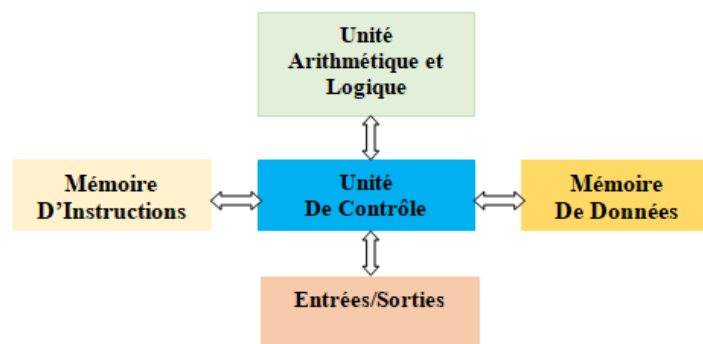 Unité
Arithmétique et
Logique
Mémoire
D’Instructions
Unité
De Contrôle
Mémoire
De Données
Entrées/Sorties